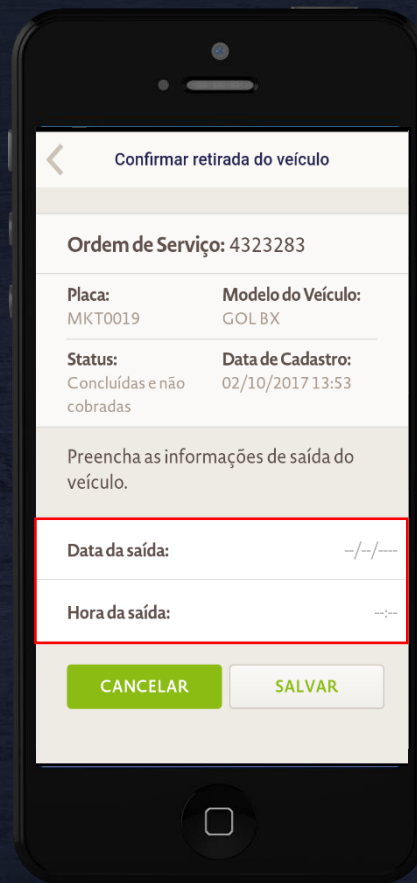 Confirmar retirada do veículo
Ordem de Serviço: 4323283
Placa: Modelo do Veículo:
MKT0019 GOL BX
Status: Data de Cadastro:
Concluídas e não 02/10/2017 13:53
cobradas
Preencha as informações de saída do
veículo.
Data da saída: --/--/----
Hora da saída: --:--
CANCELAR SALVAR